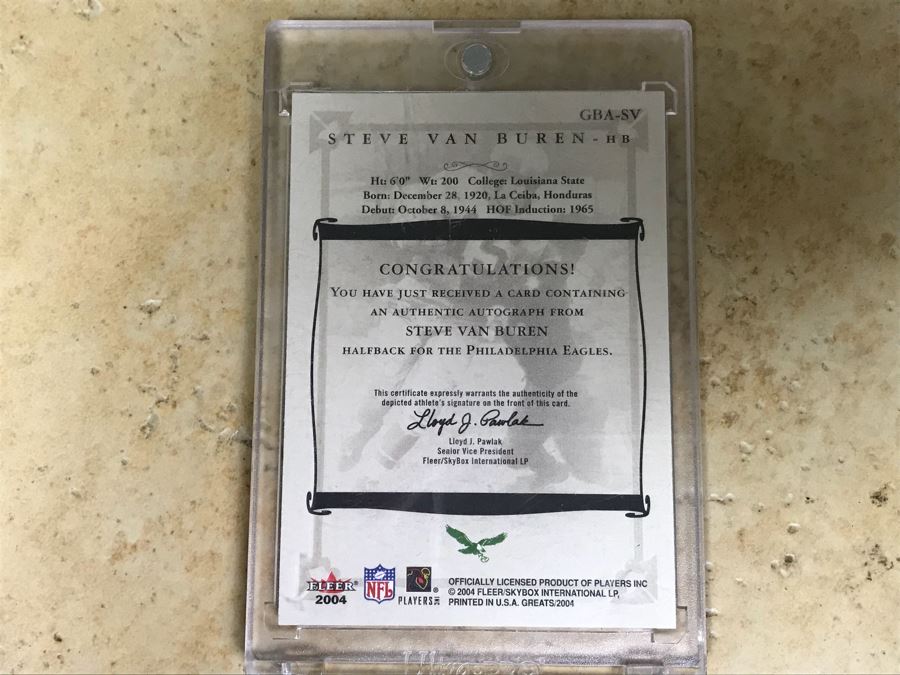 GBA-SV
STEVE VAN BUREN - HB
Ht: 6'0" Wt: 200 College: Louisiana State
Born: December 28, 1920, La Ceiba, Honduras
Debut: October 8, 1944 HOF Induction: 1965
CONGRATULATIONS!
YOU HAVE JUST RECEIVED A CARD CONTAINING
AN AUTHENTIC AUTOGRAPH FROM
STEVE VAN BUREN
HALFBACK FOR THE PHILADELPHIA EAGLES.
This certificate expressly warrants the authenticity of the
depicted athlete's signature on the front of this card.
Lloyd J. Pawlak
Lloyd J. Pawlak
Senior Vice President
Fleer/SkyBox International LP
FLEER
2004
NFL
PLAYERS INC
OFFICIALLY LICENSED PRODUCT OF PLAYERS INC
© 2004 FLEER/SKYBOX INTERNATIONAL LP,
PRINTED IN U.S.A. GREATS/2004